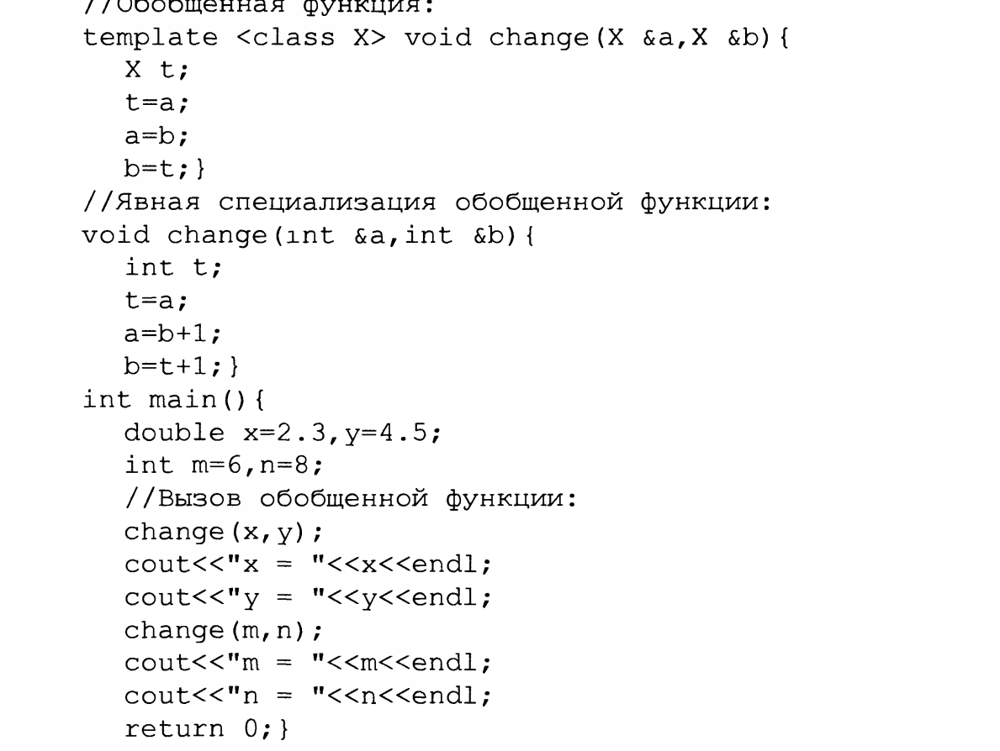 //Обобщенная функция:
template <class X> void change(X &a,X &b){
X t;
t=a;
a=b;
b=t;}
//Явная специализация обобщенной функции:
void change(int &a,int &b){
int t;
t=a;
a=b+1;
b=t+1;}
int main(){
double x=2.3,y=4.5;
int m=6,n=8;
//Вызов обобщенной функции:
change(x,y);
cout<<"x = "<<x<<endl;
cout<<"y = "<<y<<endl;
change(m,n);
cout<<"m = "<<m<<endl;
cout<<"n = "<<n<<endl;
return 0;}